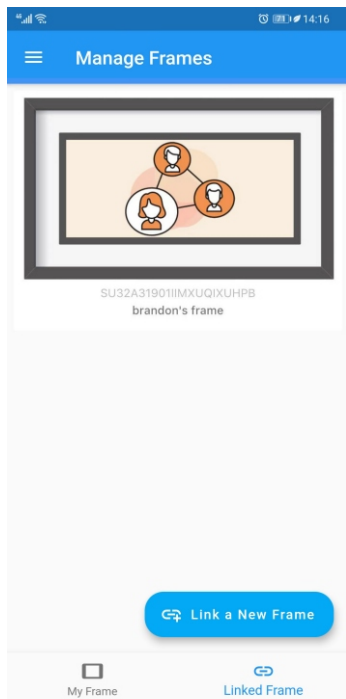 14:16
Manage Frames
SU32A31901IIMXUQIXUHPB
brandon's frame
Link a New Frame
My Frame
Linked Frame